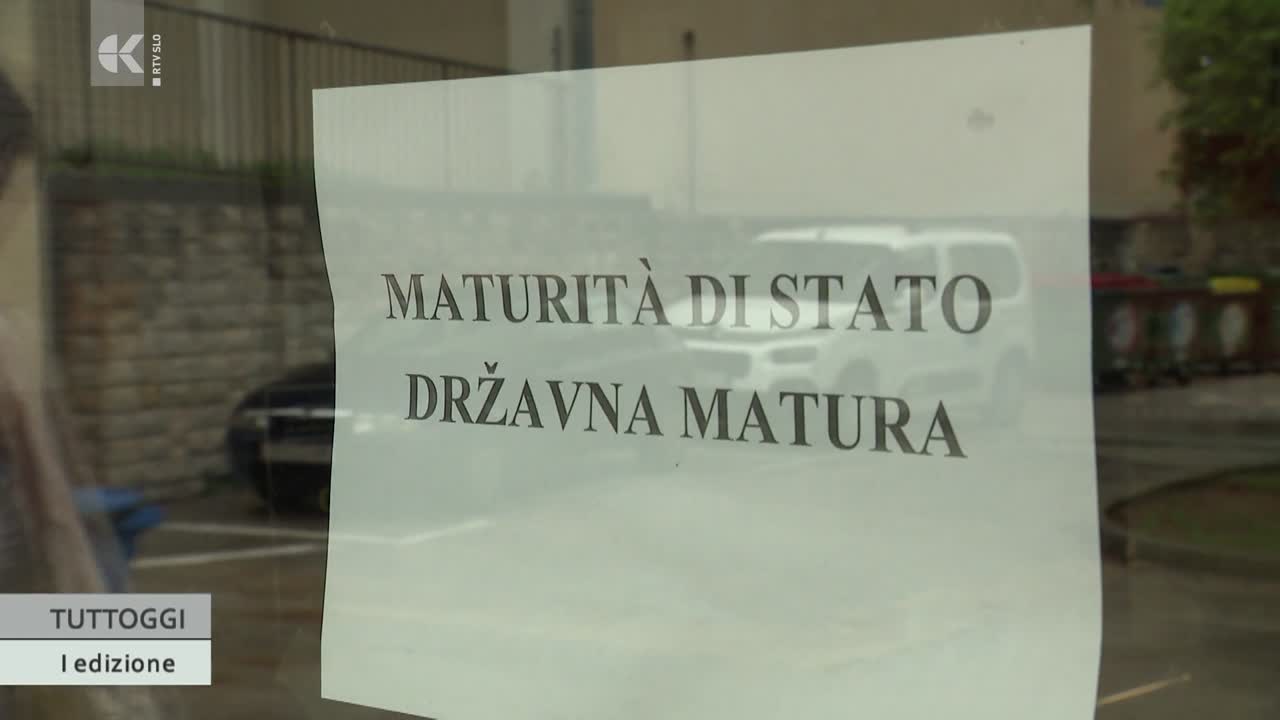 RTV SLO
MATURITÀ DI STATO
DRŽAVNA MATURA
TUTTOGGI
I edizione